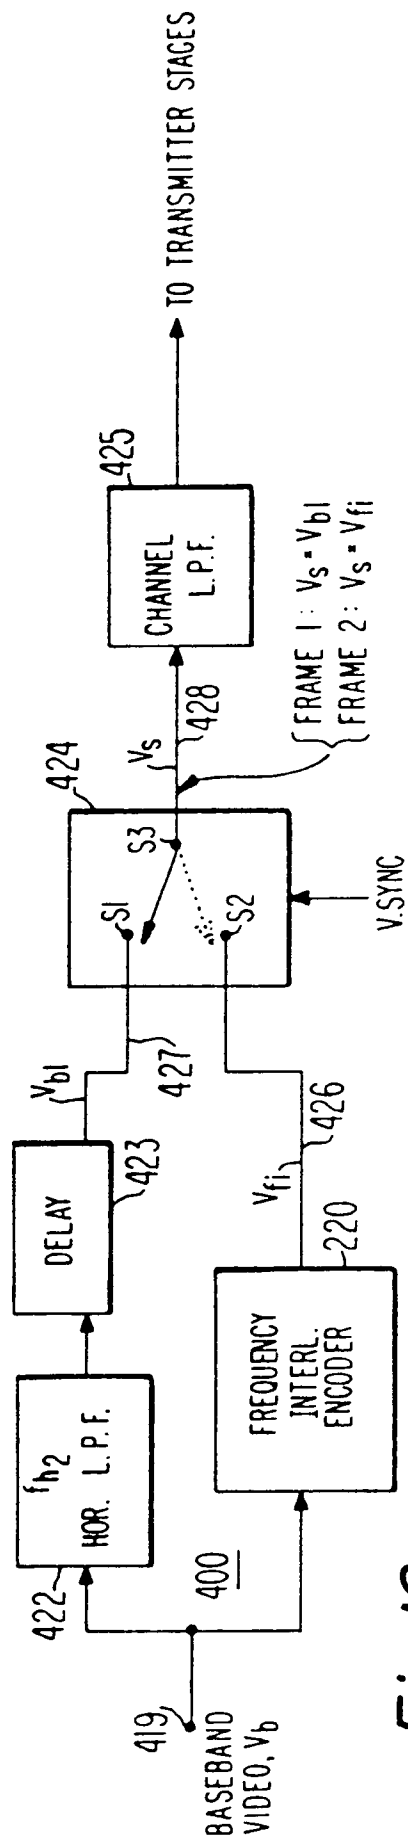 419
BASEBAND
VIDEO, Vb
400
422
fh2
HOR. L.P.F.
DELAY
423
Vbl
427
FREQUENCY
INTERL.
ENCODER
220
Vfi
426
424
S1
S2
S3
V.SYNC
Vs
428
{FRAME 1: Vs=Vbl
FRAME 2: Vs=Vfi
CHANNEL
L.P.F.
425
TO TRANSMITTER STAGES